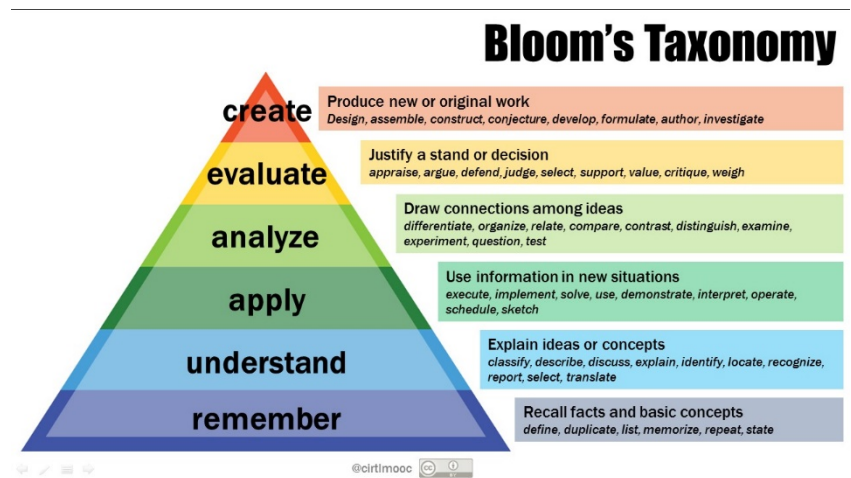 Bloom's Taxonomy
create
Produce new or original work
Design, assemble, construct, conjecture, develop, formulate, author, investigate
evaluate
Justify a stand or decision
appraise, argue, defend, judge, select, support, value, critique, weigh
analyze
Draw connections among ideas
differentiate, organize, relate, compare, contrast, distinguish, examine,
experiment, question, test
apply
Use information in new situations
execute, implement, solve, use, demonstrate, interpret, operate,
schedule, sketch
understand
Explain ideas or concepts
classify, describe, discuss, explain, identify, locate, recognize,
report, select, translate
remember
Recall facts and basic concepts
define, duplicate, list, memorize, repeat, state
@cirtlmooc
cc
BY